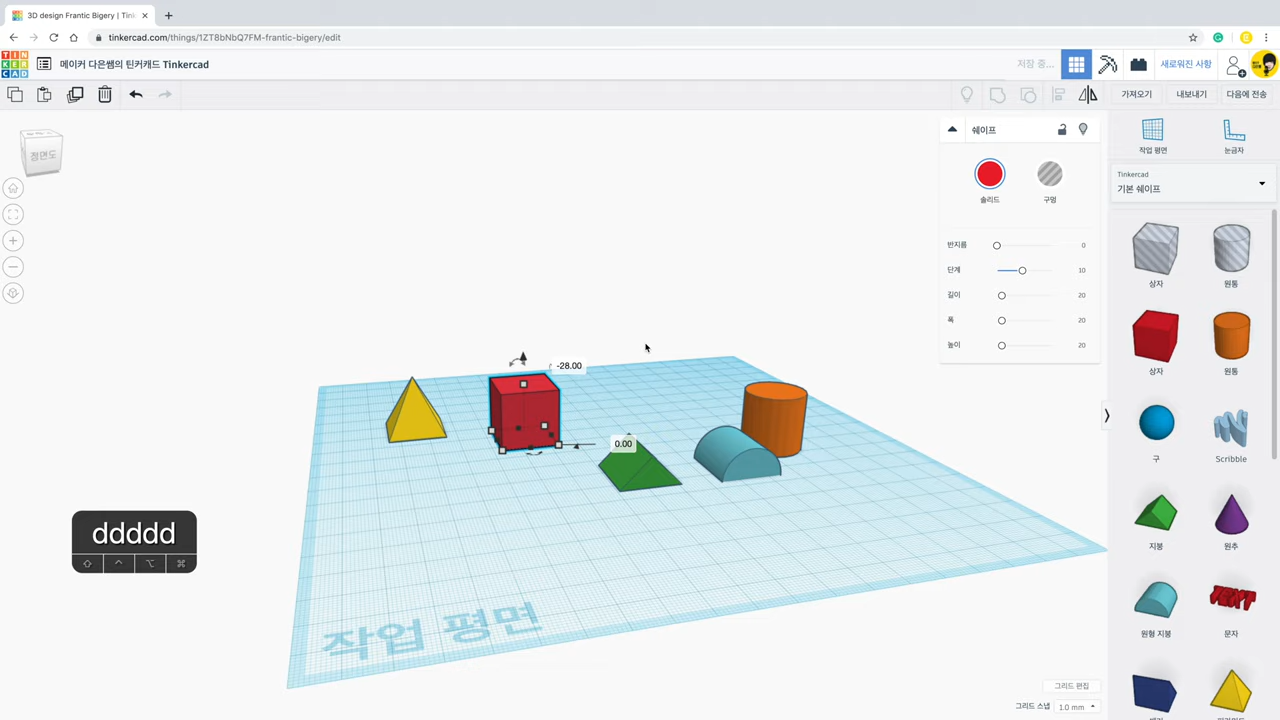 3D design Frantic Bigery | Tink
tinkercad.com/things/1ZT8bNbQ7FM-frantic-bigery/edit
TIN
KER
CAD
메이커 다은쌤의 틴커캐드 Tinkercad
저장 중...
새로워진 사항
가져오기
내보내기
다음에 전송
정면도
쉐이프
솔리드
구멍
반지름
0
단계
10
길이
20
폭
20
높이
20
작업 평면
눈금자
Tinkercad
기본 쉐이프
상자
원통
상자
원통
구
Scribble
지붕
원추
원형 지붕
TEXT
문자
-28.00
0.00
ddddd
작업 평면
그리드 편집
그리드 스냅
1.0 mm